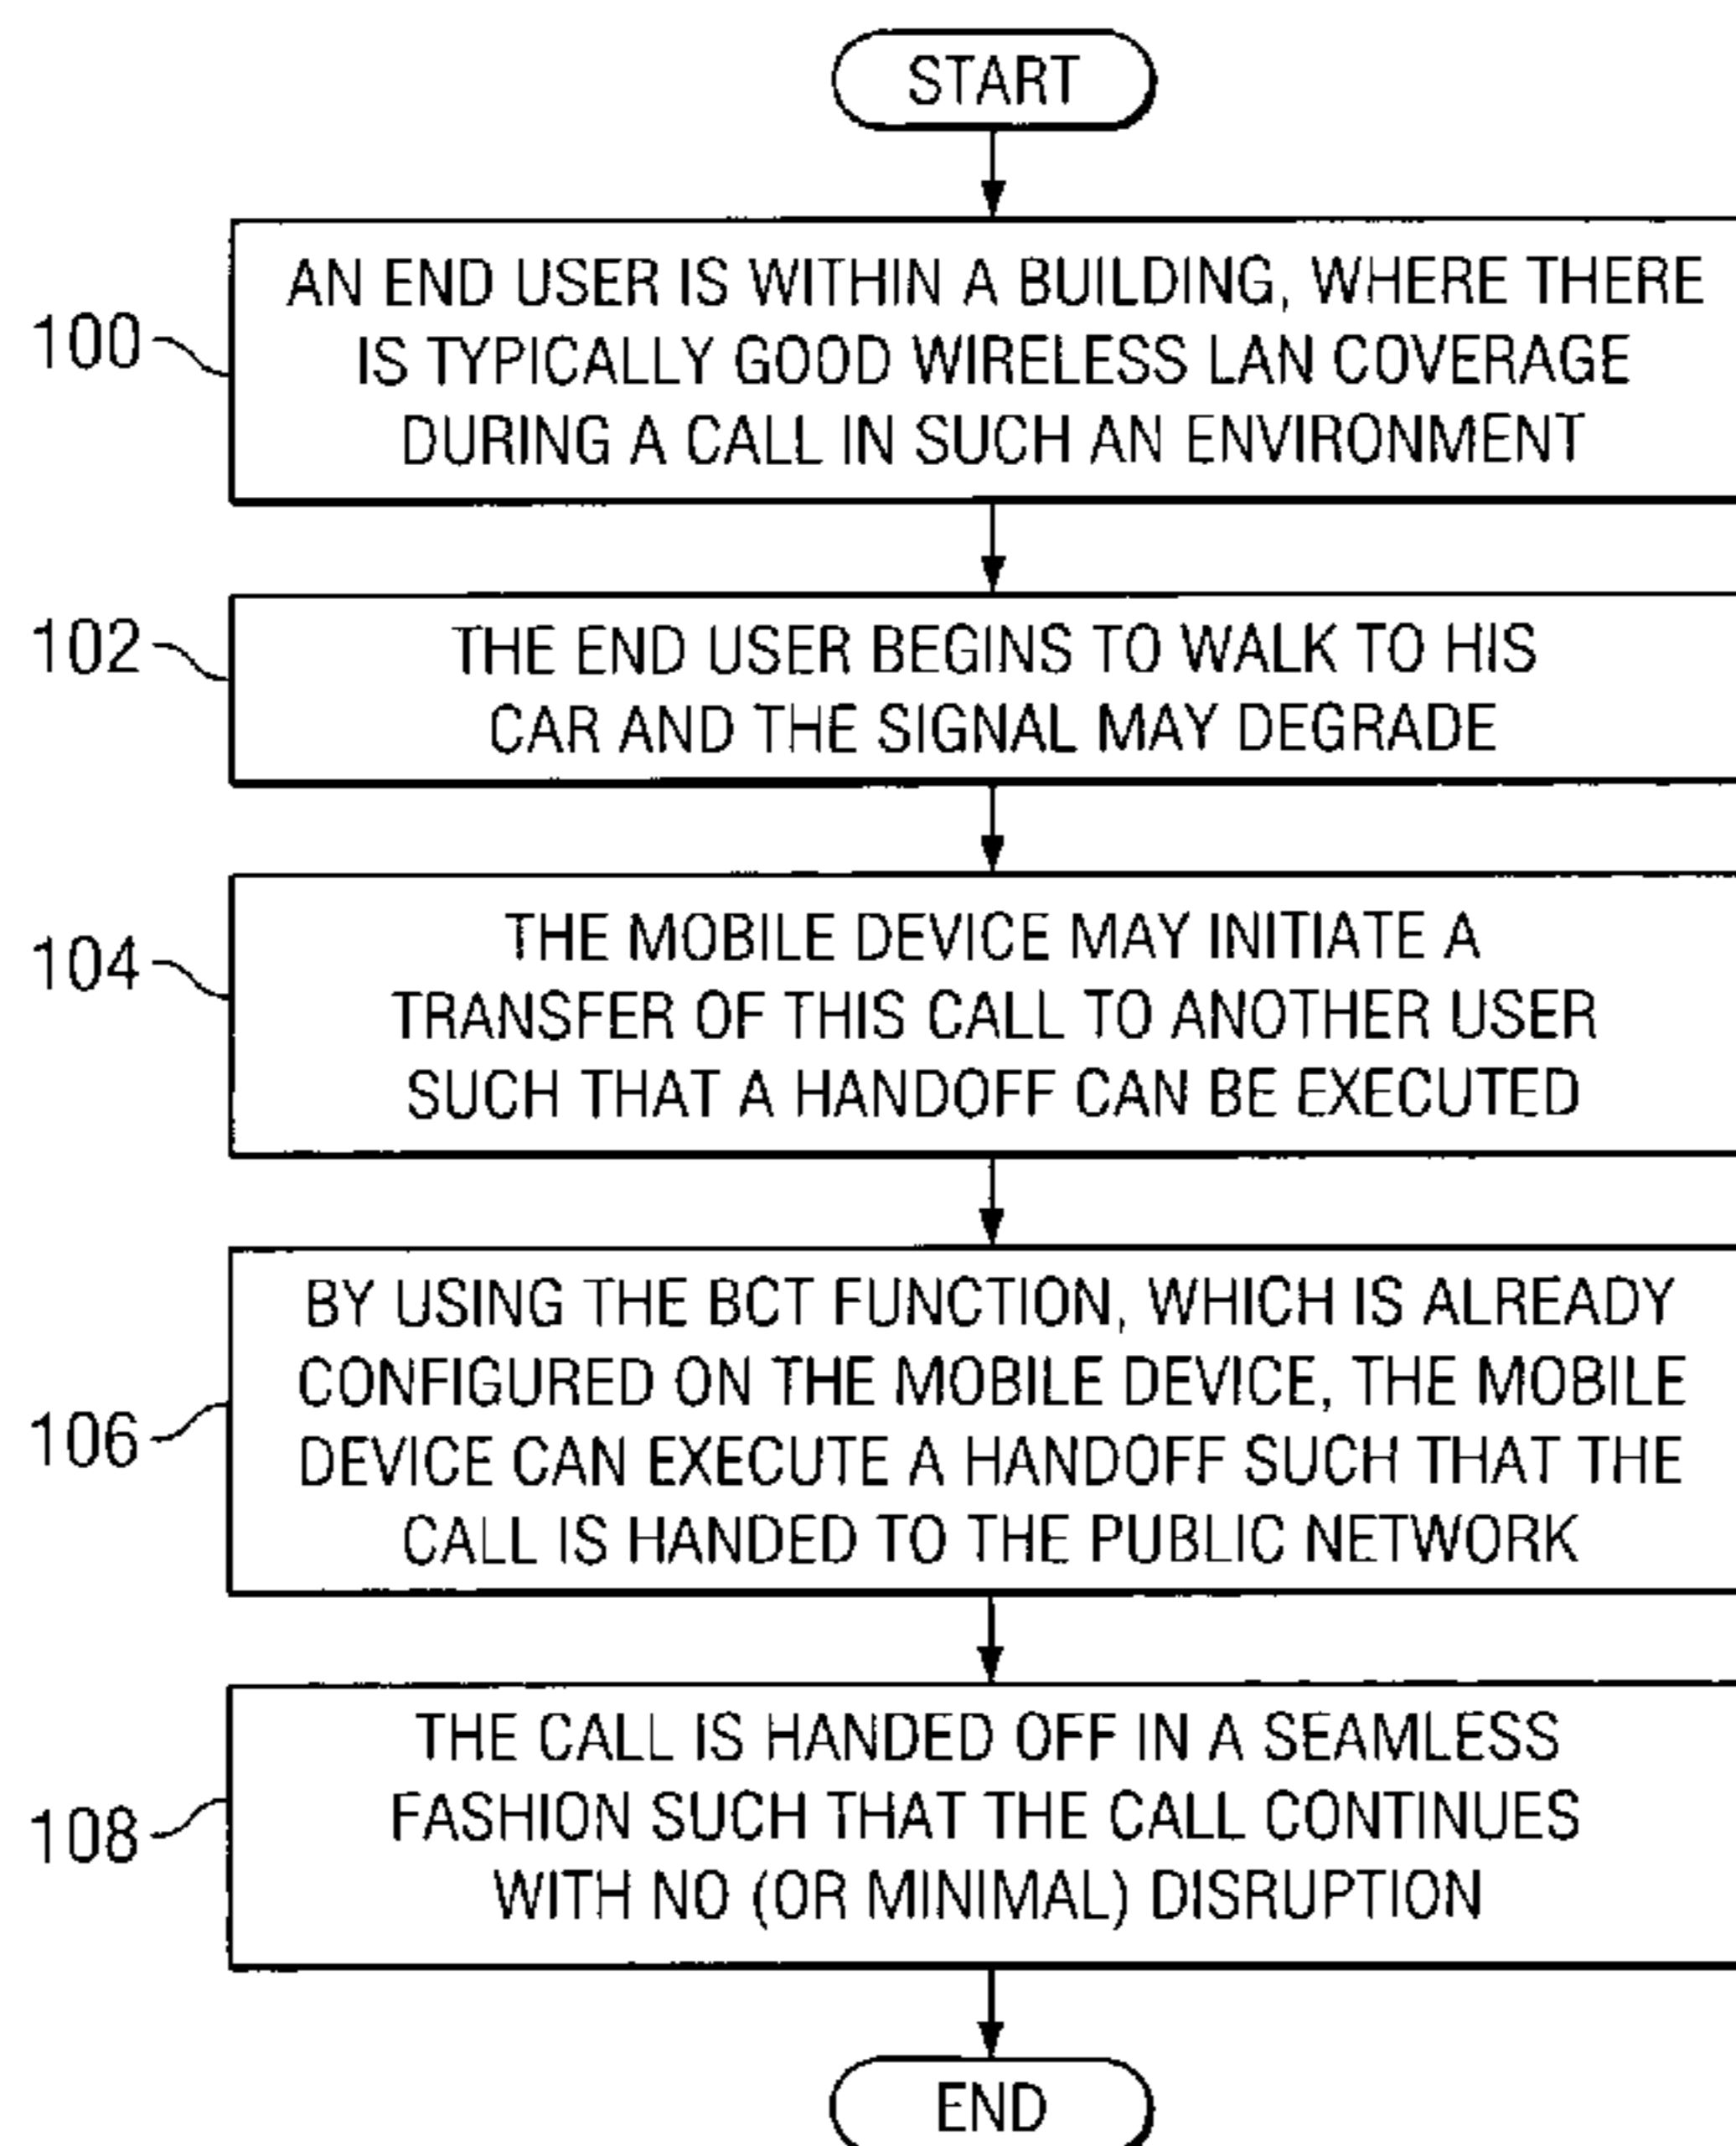 START
100
AN END USER IS WITHIN A BUILDING, WHERE THERE
IS TYPICALLY GOOD WIRELESS LAN COVERAGE
DURING A CALL IN SUCH AN ENVIRONMENT
102
THE END USER BEGINS TO WALK TO HIS
CAR AND THE SIGNAL MAY DEGRADE
104
THE MOBILE DEVICE MAY INITIATE A
TRANSFER OF THIS CALL TO ANOTHER USER
SUCH THAT A HANDOFF CAN BE EXECUTED
106
BY USING THE BCT FUNCTION, WHICH IS ALREADY
CONFIGURED ON THE MOBILE DEVICE, THE MOBILE
DEVICE CAN EXECUTE A HANDOFF SUCH THAT THE
CALL IS HANDED TO THE PUBLIC NETWORK
108
THE CALL IS HANDED OFF IN A SEAMLESS
FASHION SUCH THAT THE CALL CONTINUES
WITH NO (OR MINIMAL) DISRUPTION
END